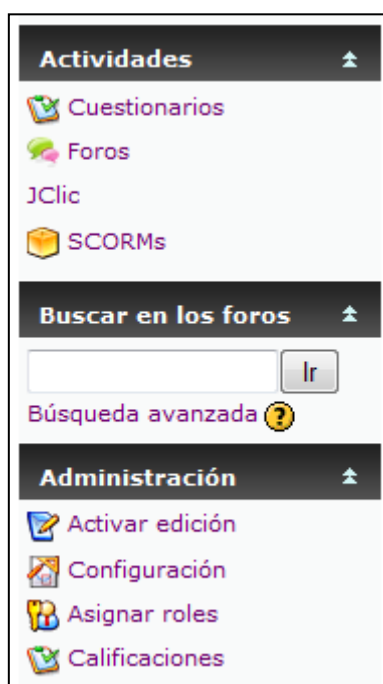 Actividades
Cuestionarios
Foros
JClic
SCORMs
Buscar en los foros
Ir
Búsqueda avanzada ?
Administración
Activar edición
Configuración
Asignar roles
Calificaciones